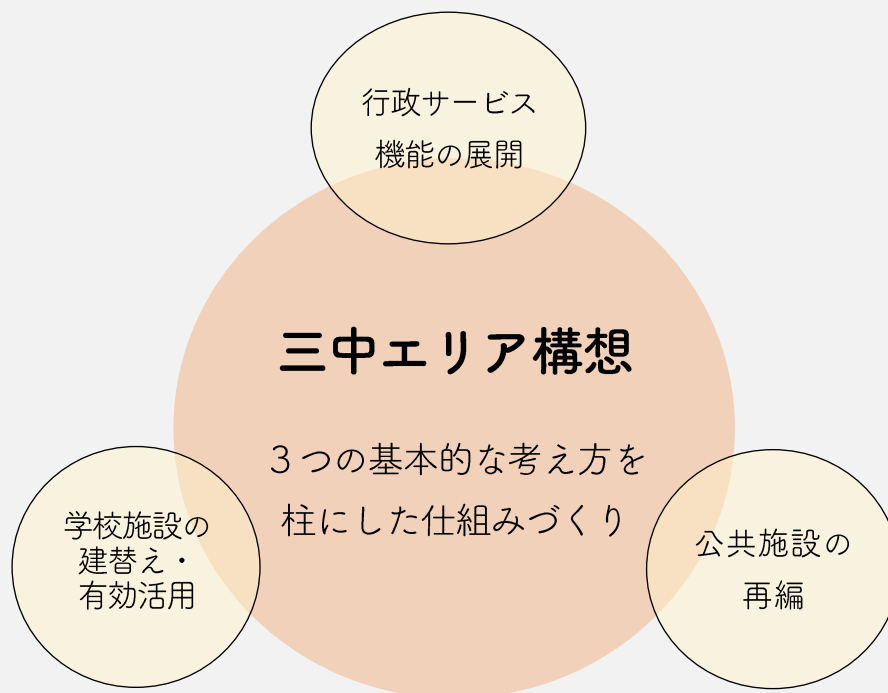 行政サービス
機能の展開
三中エリア構想
３つの基本的な考え方を
柱にした仕組みづくり
学校施設の
建替え・
有効活用
公共施設の
再編